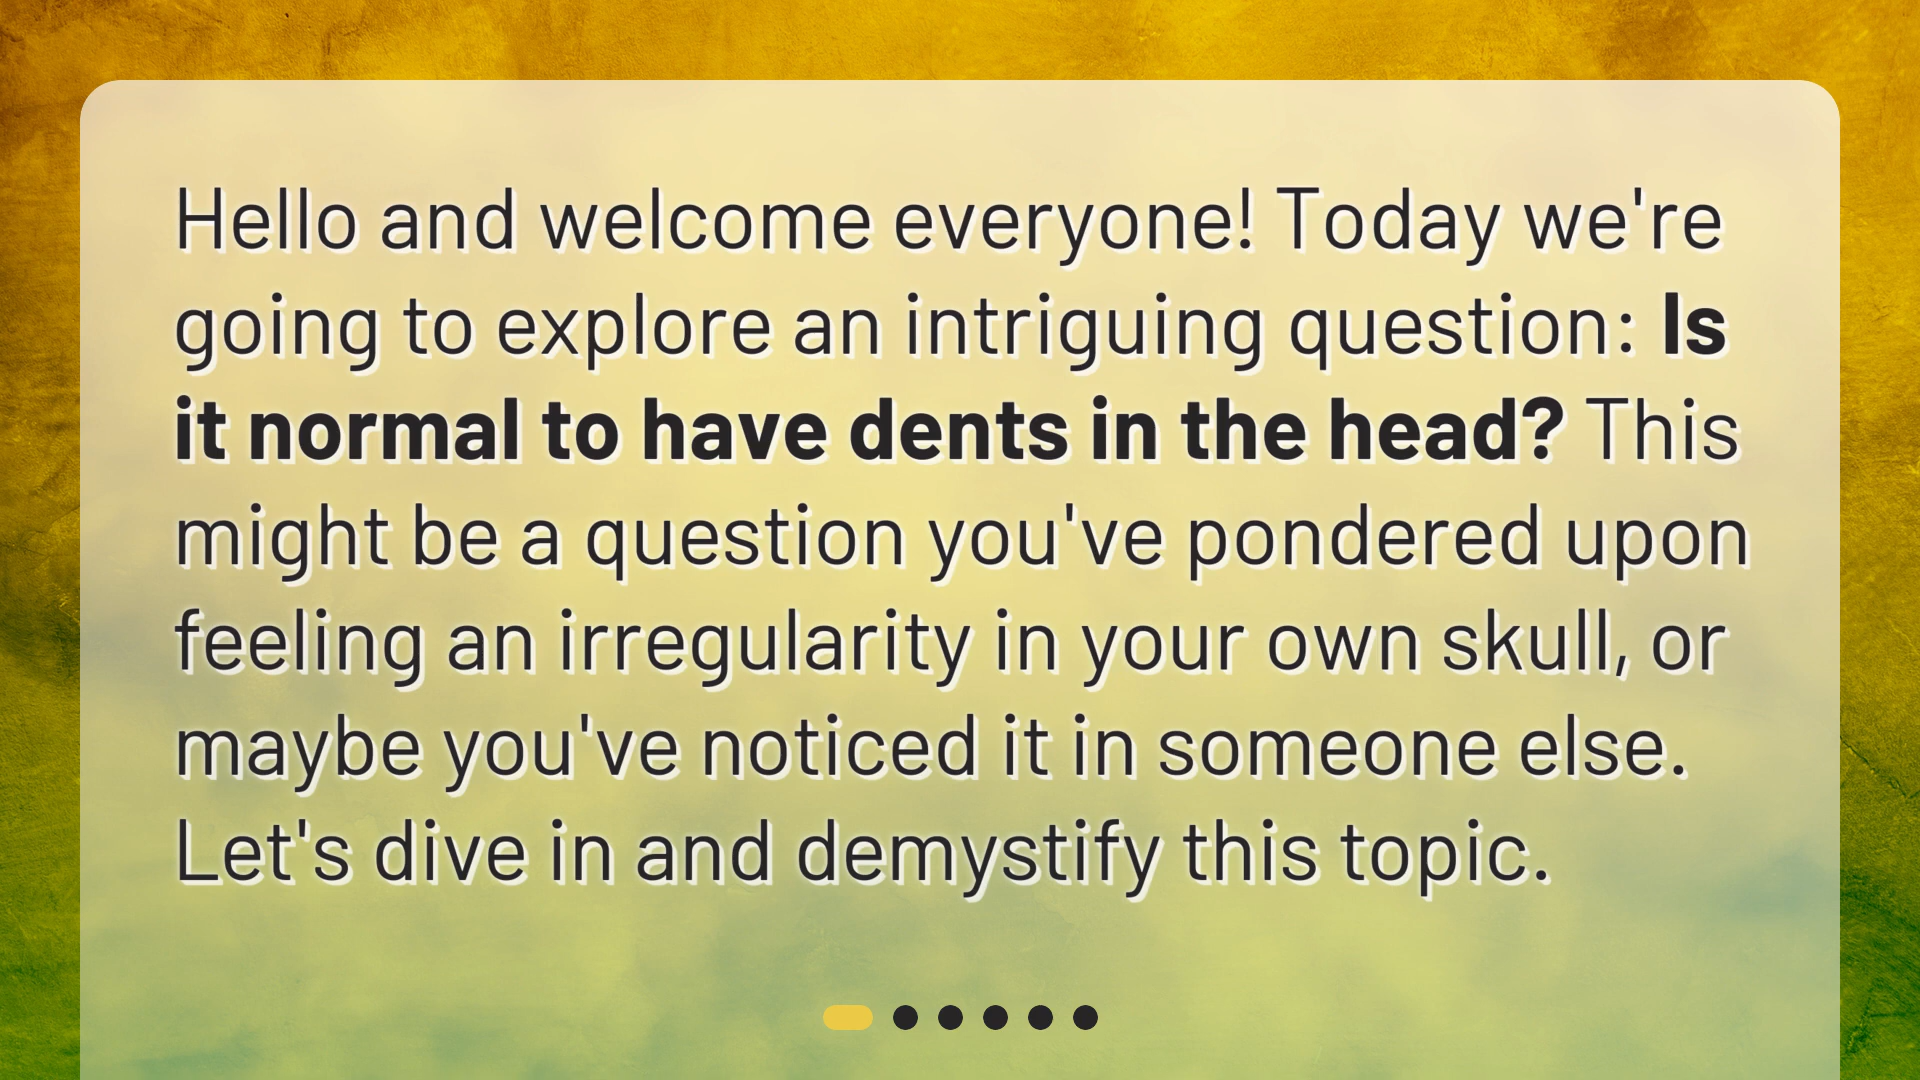 Hello and welcome everyone! Today we're
going to explore an intriguing question: Is
it normal to have dents in the head? This
might be a question you've pondered upon
feeling an irregularity in your own skull, or
maybe you've noticed it in someone else.
Let's dive in and demystify this topic.